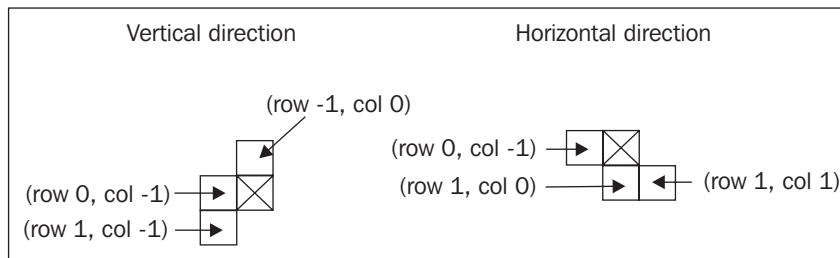 Vertical direction
Horizontal direction
(row -1, col 0)
(row 0, col -1)
(row 1, col -1)
(row 0, col -1)
(row 1, col 0)
(row 1, col 1)